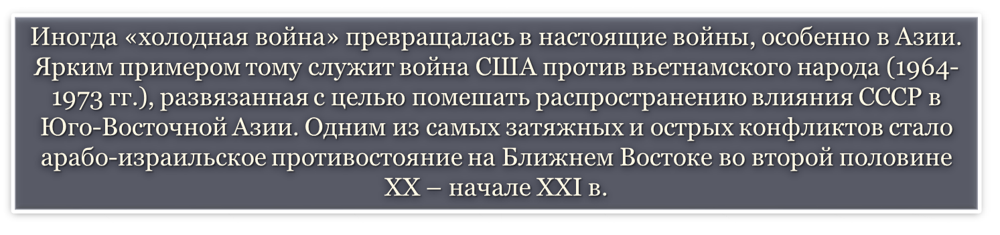 Иногда «холодная война» превращалась в настоящие войны, особенно в Азии.
Ярким примером тому служит война США против вьетнамского народа (1964-
1973 гг.), развязанная с целью помешать распространению влияния СССР в
Юго-Восточной Азии. Одним из самых затяжных и острых конфликтов стало
арабо-израильское противостояние на Ближнем Востоке во второй половине
XX – начале XXI в.